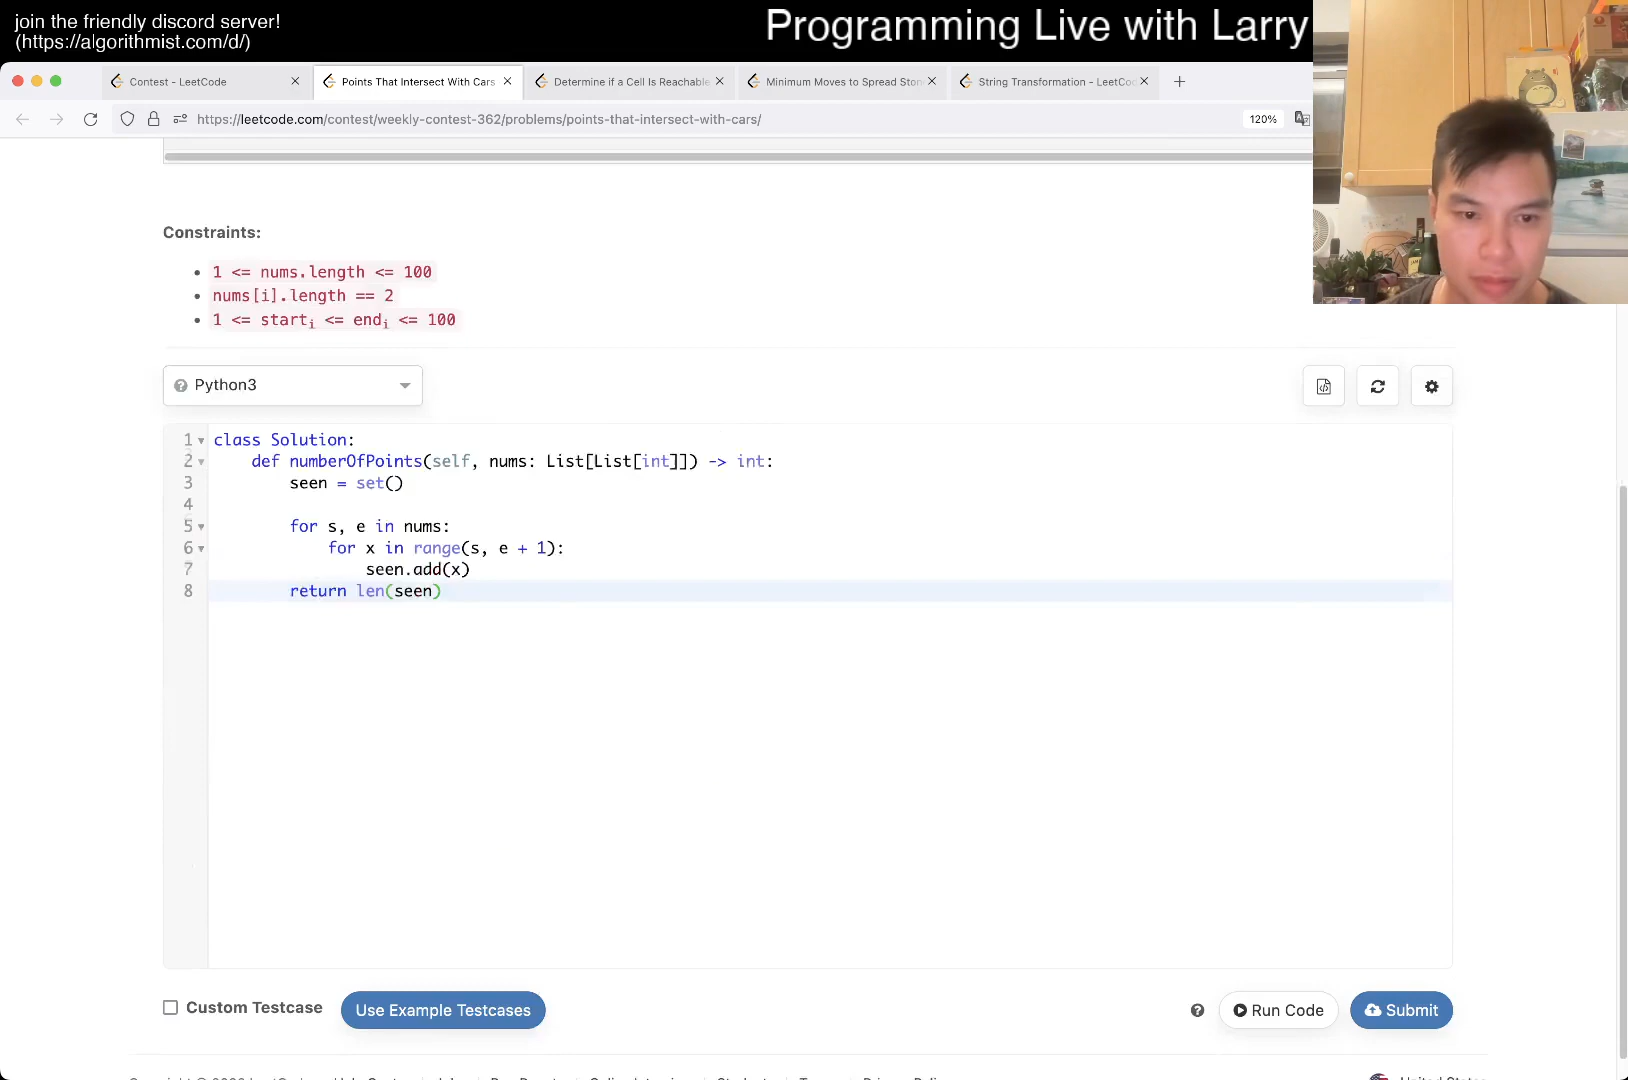 join the friendly discord server!
(https://algorithmist.com/d/)
Programming Live with Larry
Contest - LeetCode
Points That Intersect With Cars
Determine if a Cell Is Reachable
Minimum Moves to Spread Ston
String Transformation - LeetCo
https://leetcode.com/contest/weekly-contest-362/problems/points-that-intersect-with-cars/
120%
Constraints:
1 <= nums.length <= 100
nums[i].length == 2
1 <= starti <= endi <= 100
Python3
1 class Solution:
2 def numberOfPoints(self, nums: List[List[int]]) -> int:
3 seen = set()
4
5 for s, e in nums:
6 for x in range(s, e + 1):
7 seen.add(x)
8 return len(seen)
Custom Testcase
Use Example Testcases
Run Code
Submit